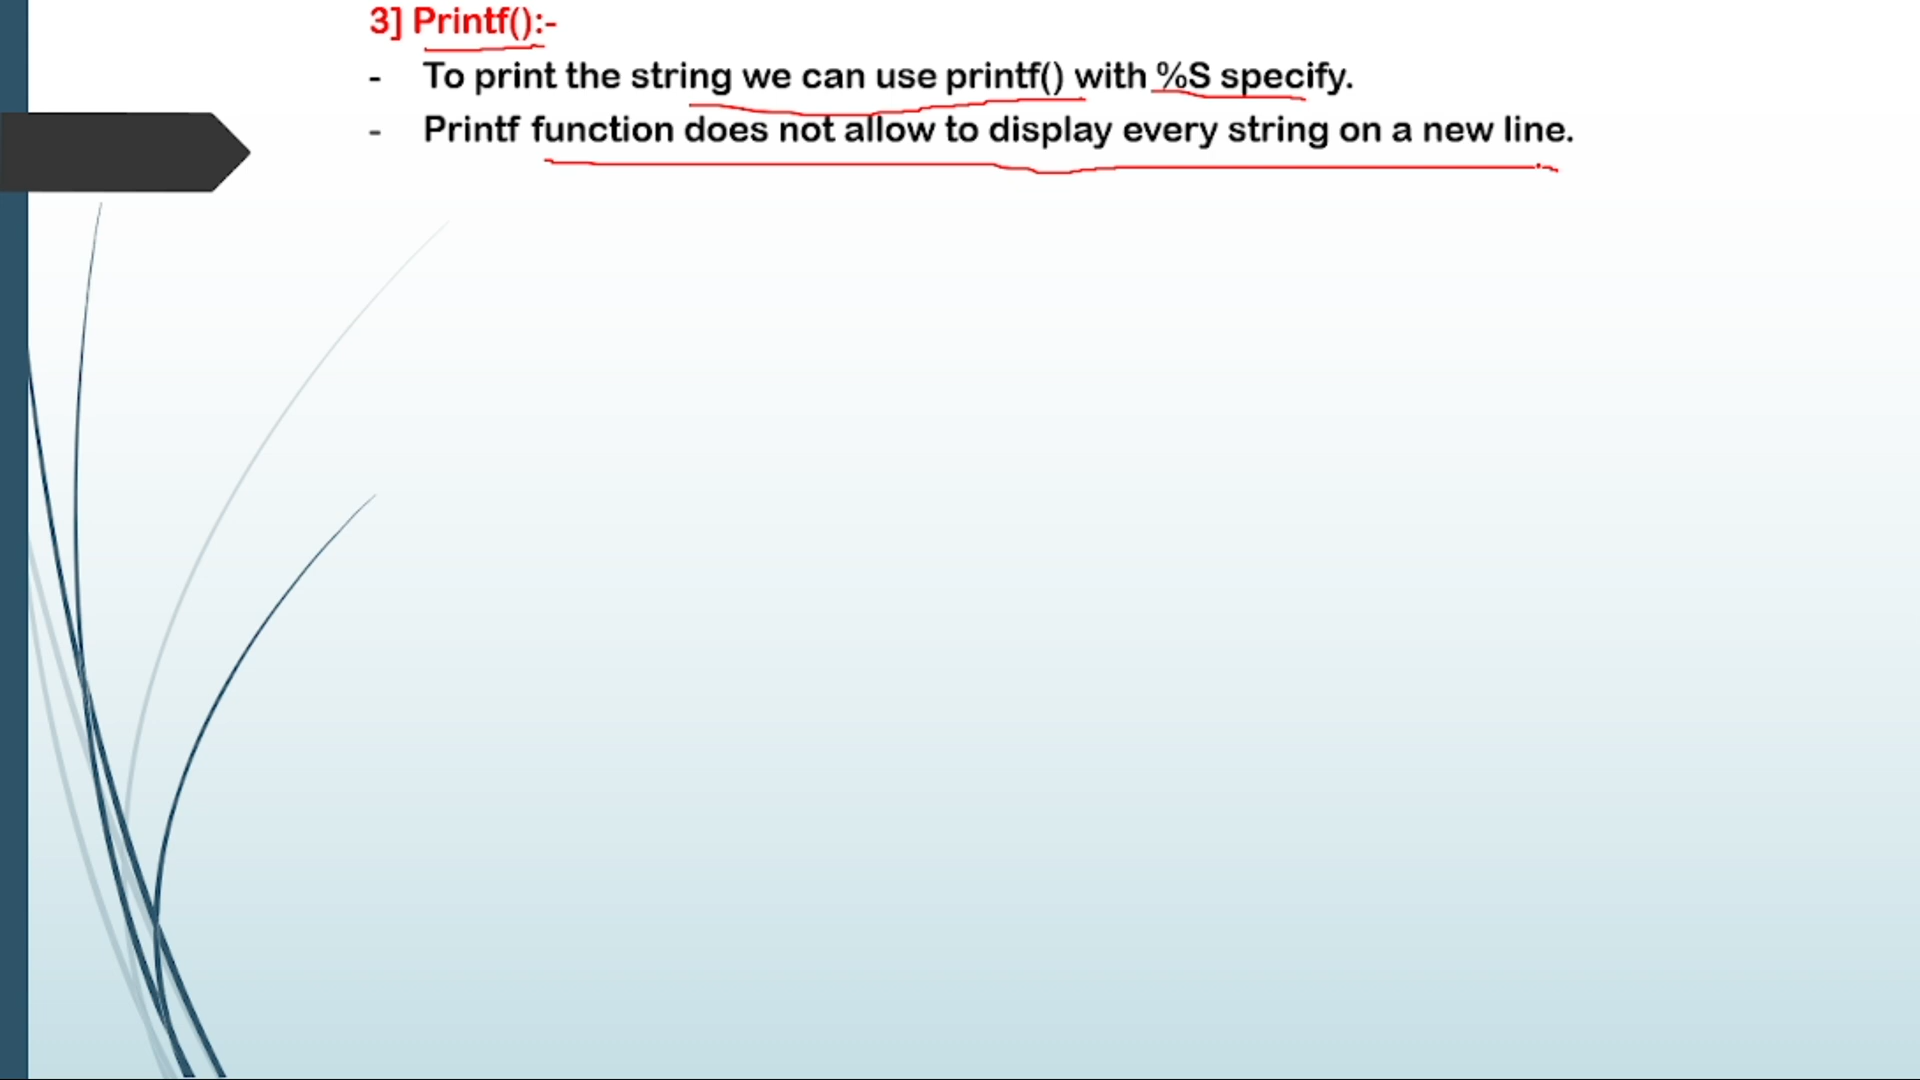 3] Printf():-
- To print the string we can use printf() with %S specify.
- Printf function does not allow to display every string on a new line.